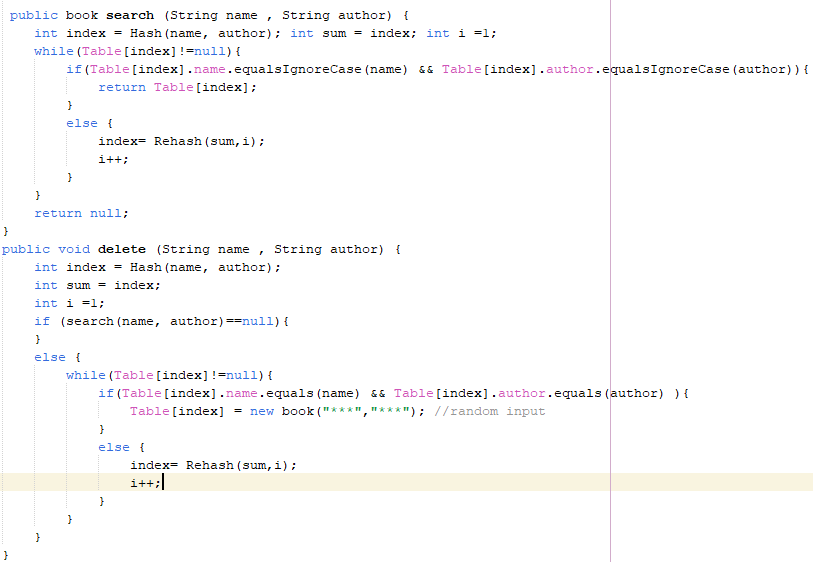 public book search (String name , String author) {
int index = Hash(name, author); int sum = index; int i =1;
while(Table[index]!=null){
if(Table[index].name.equalsIgnoreCase(name) && Table[index].author.equalsIgnoreCase(author)){
return Table[index];
}
else {
index= Rehash(sum,i);
i++;
}
}
return null;
}
public void delete (String name , String author) {
int index = Hash(name, author);
int sum = index;
int i =1;
if (search(name, author)==null){
}
else {
while(Table[index]!=null){
if(Table[index].name.equals(name) && Table[index].author.equals(author) ){
Table[index] = new book("***","***"); //random input
}
else {
index= Rehash(sum,i);
i++;
}
}
}
}